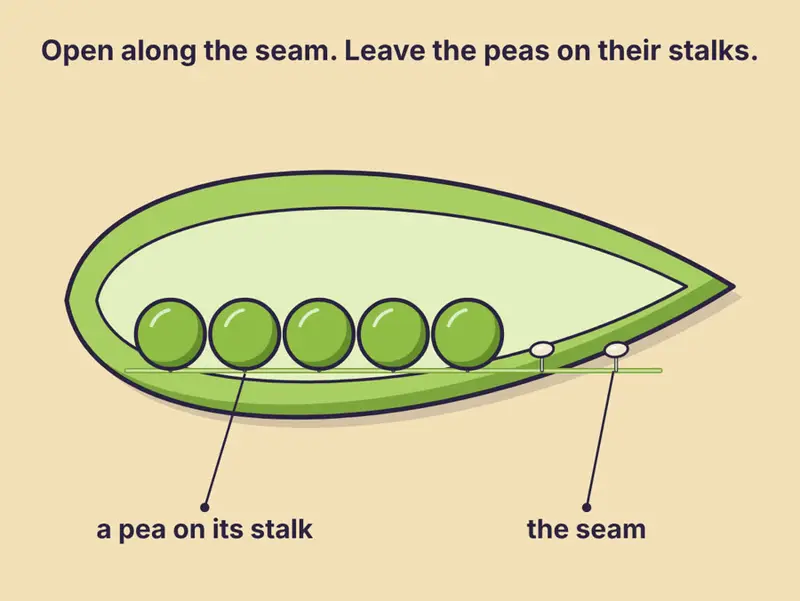 Open along the seam. Leave the peas on their stalks.
a pea on its stalk
the seam